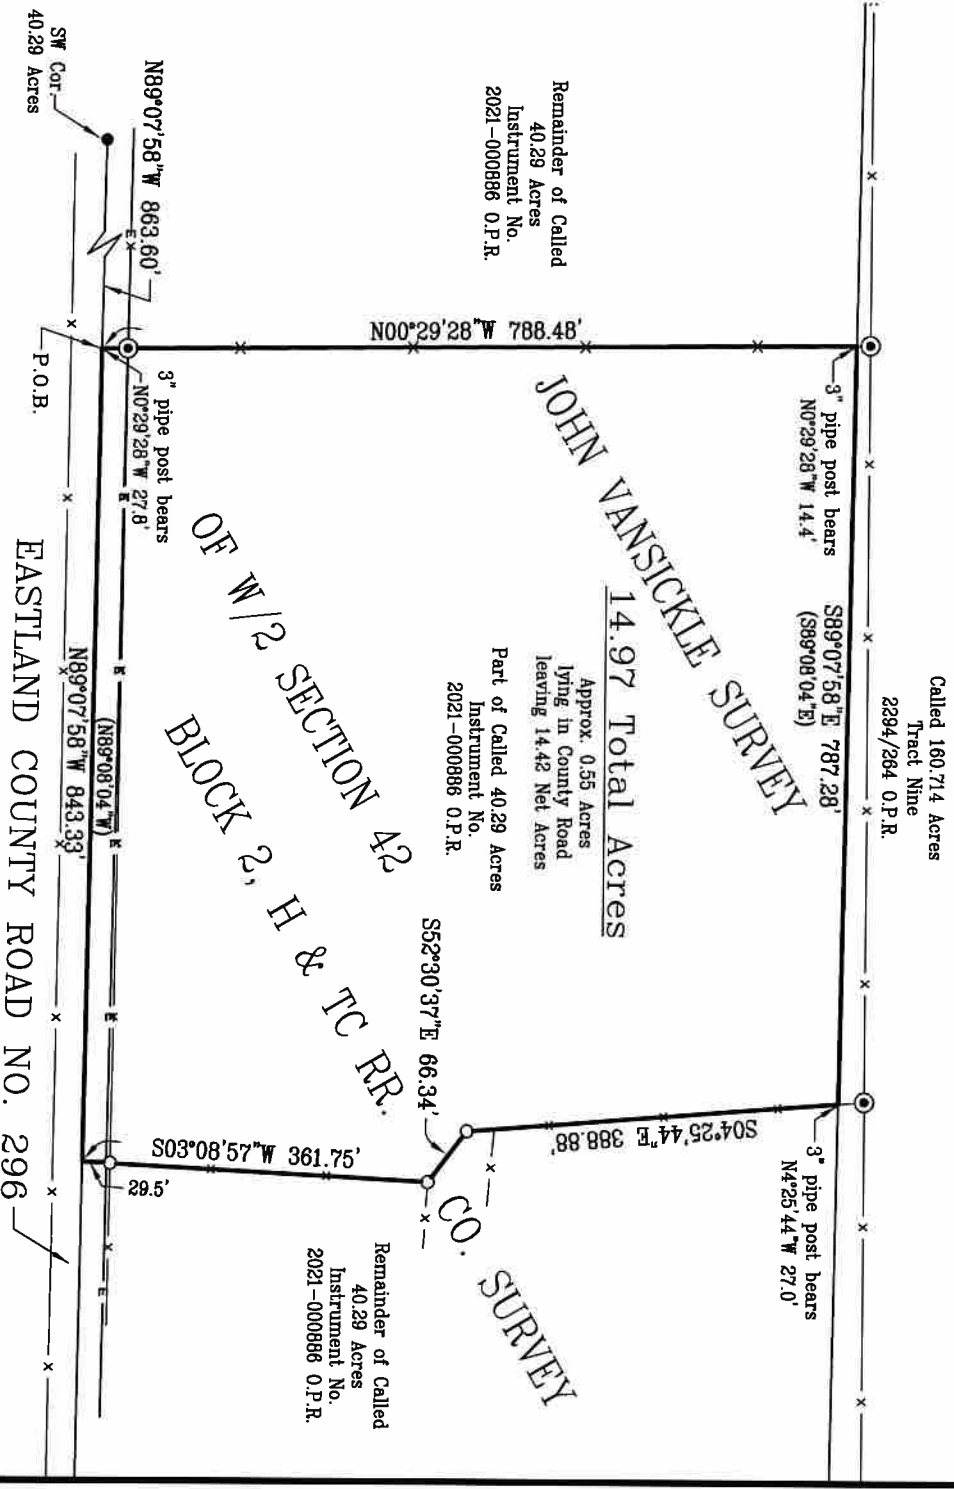 Called 160.714 Acres
Tract Nine
2294/264 O.P.R.
S89°07'58"E 787.28'
(S89°08'04"E)
3" pipe post bears
N0°29'28"W 14.4'
3" pipe post bears
N4°25'44"W 27.0'
Remainder of Called
40.29 Acres
Instrument No.
2021-000886 O.P.R.
N00°29'28"W 788.48'
JOHN VANSICKLE SURVEY
14.97 Total Acres
Approx. 0.55 Acres
lying in County Road
leaving 14.42 Net Acres
Part of Called 40.29 Acres
Instrument No.
2021-000886 O.P.R.
S04°25'44"E 388.88'
S52°30'37"E 66.34'
S03°08'57"W 361.75'
29.5'
OF W/2 SECTION 42
BLOCK 2, H & TC RR.
CO. SURVEY
Remainder of Called
40.29 Acres
Instrument No.
2021-000886 O.P.R.
3" pipe post bears
N0°29'28"W 27.8'
N89°07'58"W 863.60'
SW Cor.
40.29 Acres
P.O.B.
(N89°08'04"W)
N89°07'58"W 843.33'
EASTLAND COUNTY ROAD NO. 296